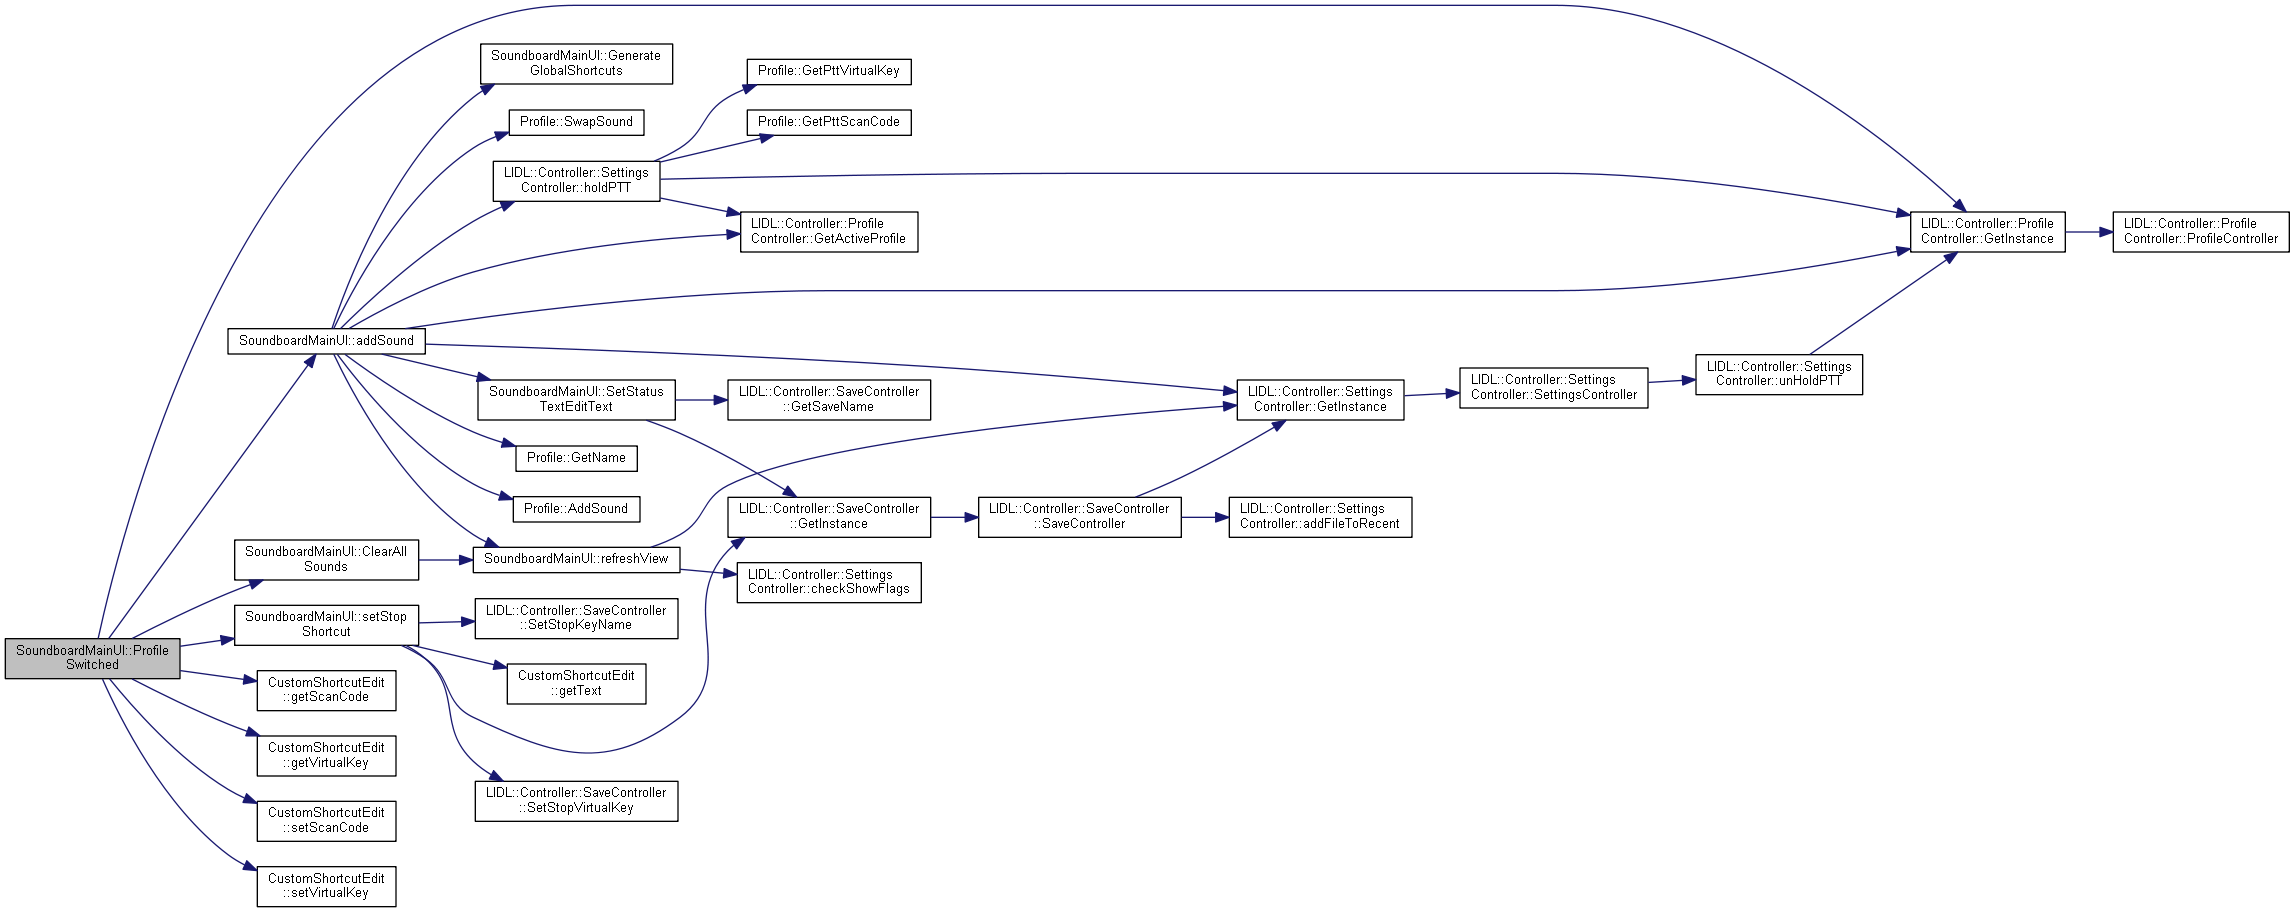 SoundboardMainUI::Profile
Switched
SoundboardMainUI::addSound
SoundboardMainUI::ClearAll
Sounds
SoundboardMainUI::setStop
Shortcut
CustomShortcutEdit
::getScanCode
CustomShortcutEdit
::getVirtualKey
CustomShortcutEdit
::setScanCode
CustomShortcutEdit
::setVirtualKey
SoundboardMainUI::Generate
GlobalShortcuts
Profile::SwapSound
LIDL::Controller::Settings
Controller::holdPTT
SoundboardMainUI::SetStatus
TextEditText
Profile::GetName
Profile::AddSound
SoundboardMainUI::refreshView
LIDL::Controller::SaveController
::SetStopKeyName
CustomShortcutEdit
::getText
LIDL::Controller::SaveController
::SetStopVirtualKey
Profile::GetPttVirtualKey
Profile::GetPttScanCode
LIDL::Controller::Profile
Controller::GetActiveProfile
LIDL::Controller::SaveController
::GetSaveName
LIDL::Controller::SaveController
::GetInstance
LIDL::Controller::Settings
Controller::checkShowFlags
LIDL::Controller::SaveController
::SaveController
LIDL::Controller::Settings
Controller::GetInstance
LIDL::Controller::Settings
Controller::addFileToRecent
LIDL::Controller::Settings
Controller::SettingsController
LIDL::Controller::Settings
Controller::unHoldPTT
LIDL::Controller::Profile
Controller::GetInstance
LIDL::Controller::Profile
Controller::ProfileController